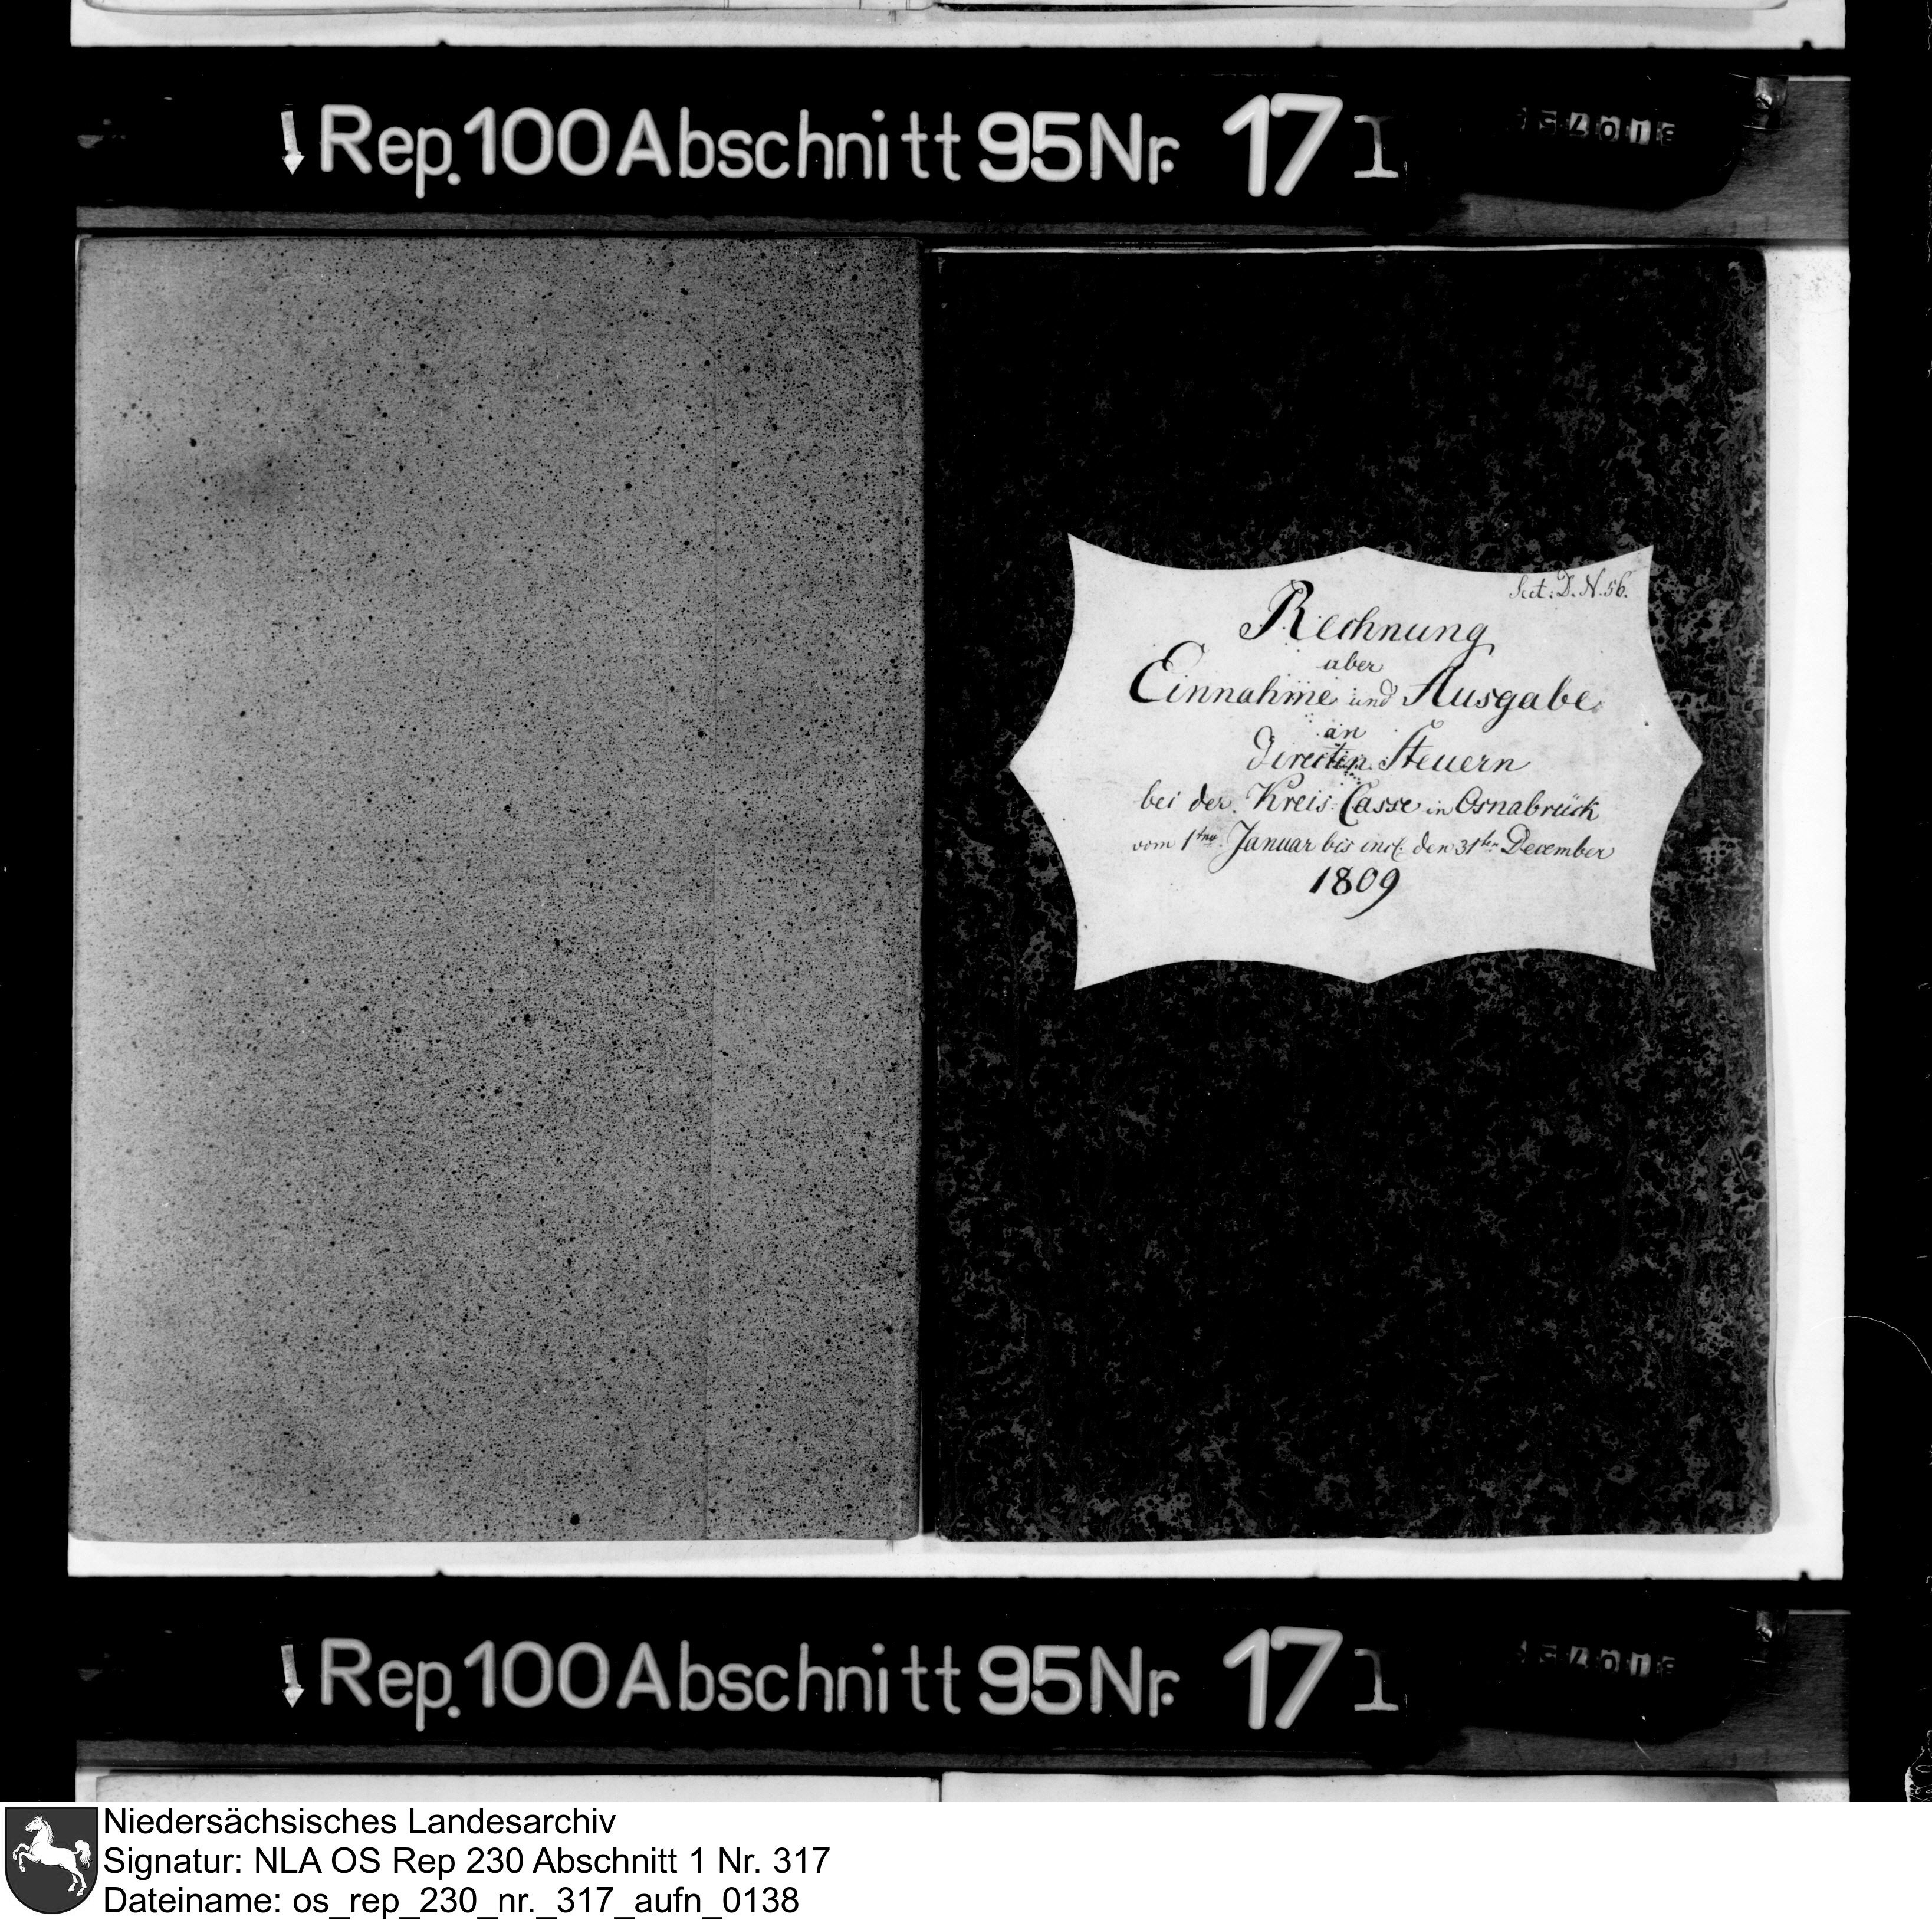 Rep. 100 Abschnitt 95 Nr. 17 1
Sect. D. N. 56.
Rechnung
über
Einnahme und Ausgabe
an
Directen Steuern
bei der Kreis Casse in Osnabrück
vom 1ten Januar bis incl. den 31ten December
1809
Rep. 100 Abschnitt 95 Nr. 17 1
Niedersächsisches Landesarchiv
Signatur: NLA OS Rep 230 Abschnitt 1 Nr. 317
Dateiname: os_rep_230_nr._317_aufn_0138